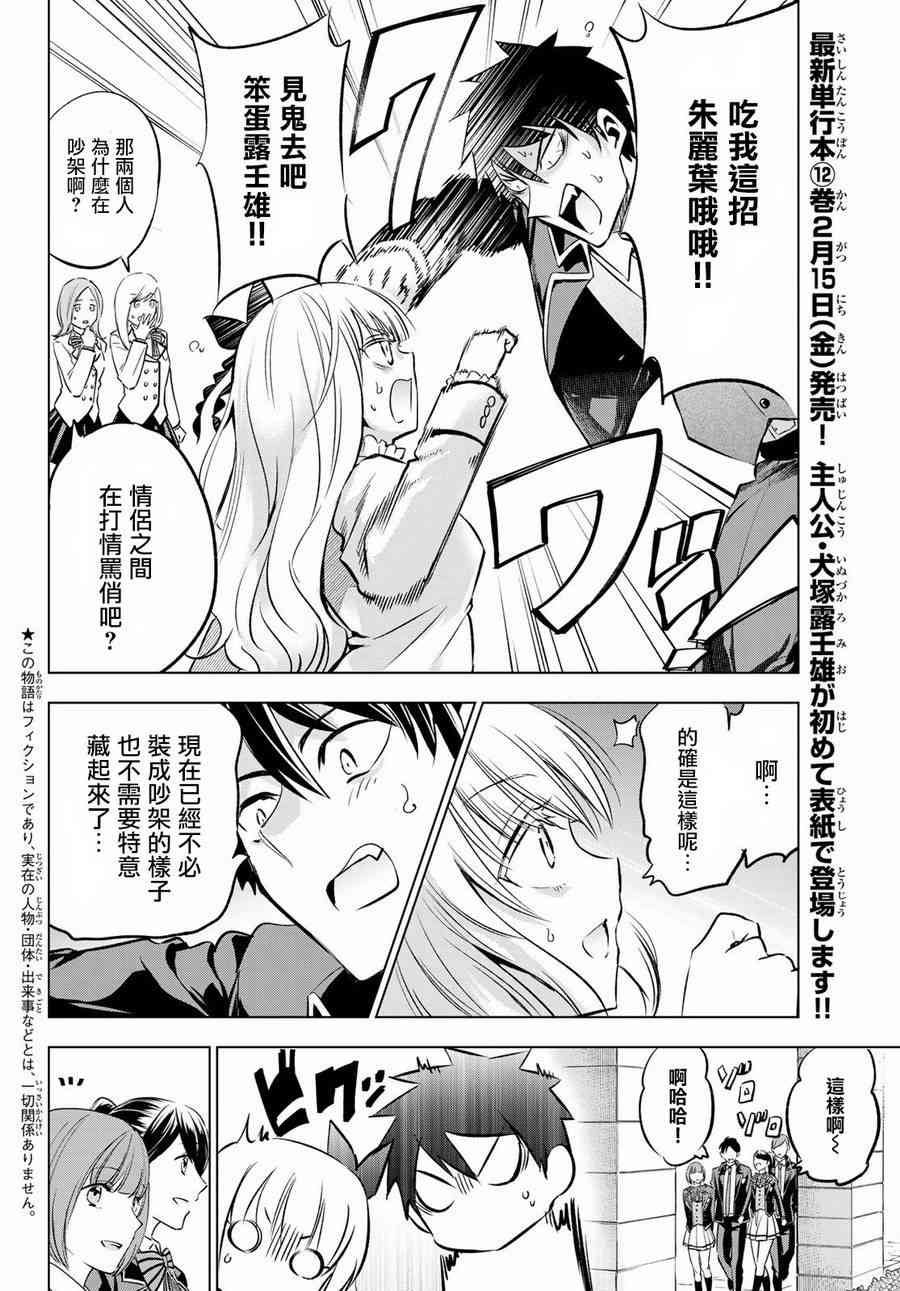 最新単行本⑫巻2月15日(金)発売! 主人公・犬塚露壬雄が初めて表紙で登場します!!
吃我這招
朱麗葉哦哦!!
見鬼去吧
笨蛋露壬雄!!
那兩個人
為什麼在
吵架啊?
情侶之間
在打情罵俏吧?
啊…
的確是這樣呢…
現在已經不必
裝成吵架的樣子
也不需要特意
藏起來了…
這樣啊~
啊哈哈!
ゾロ
ゾロ
ビクッ
★この物語はフィクションであり、実在の人物・団体・出来事などとは、一切関係ありません。